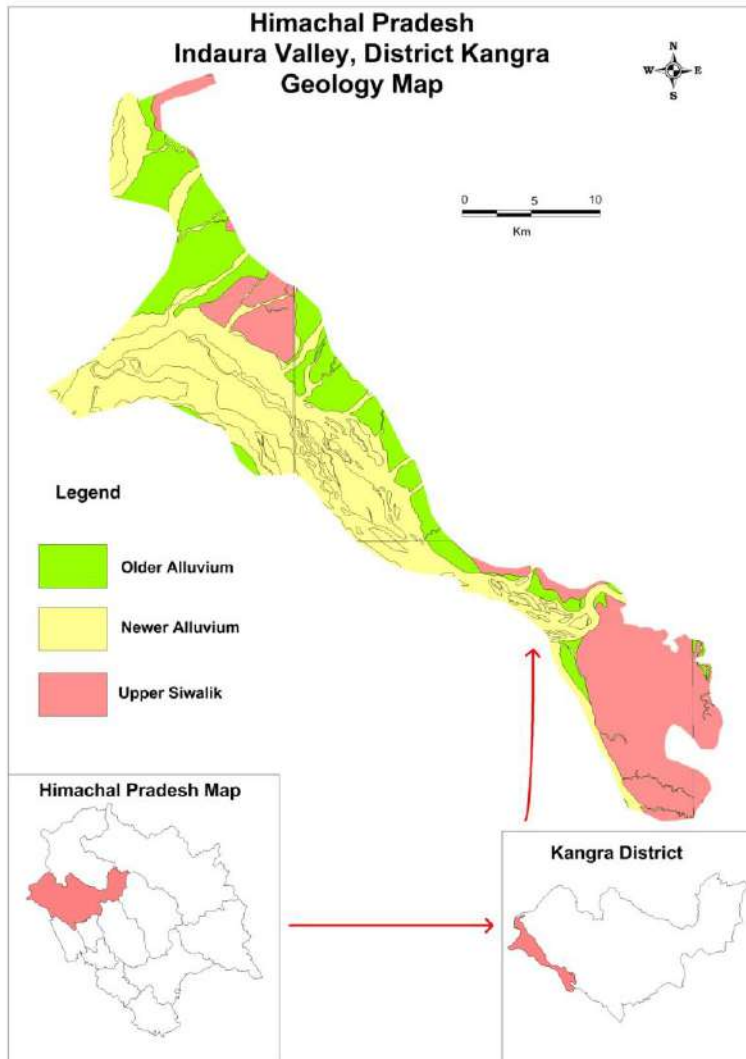 Himachal Pradesh
Indaura Valley, District Kangra
Geology Map
N
W E
S
0 5 10
Km
Legend
Older Alluvium
Newer Alluvium
Upper Siwalik
Himachal Pradesh Map
Kangra District